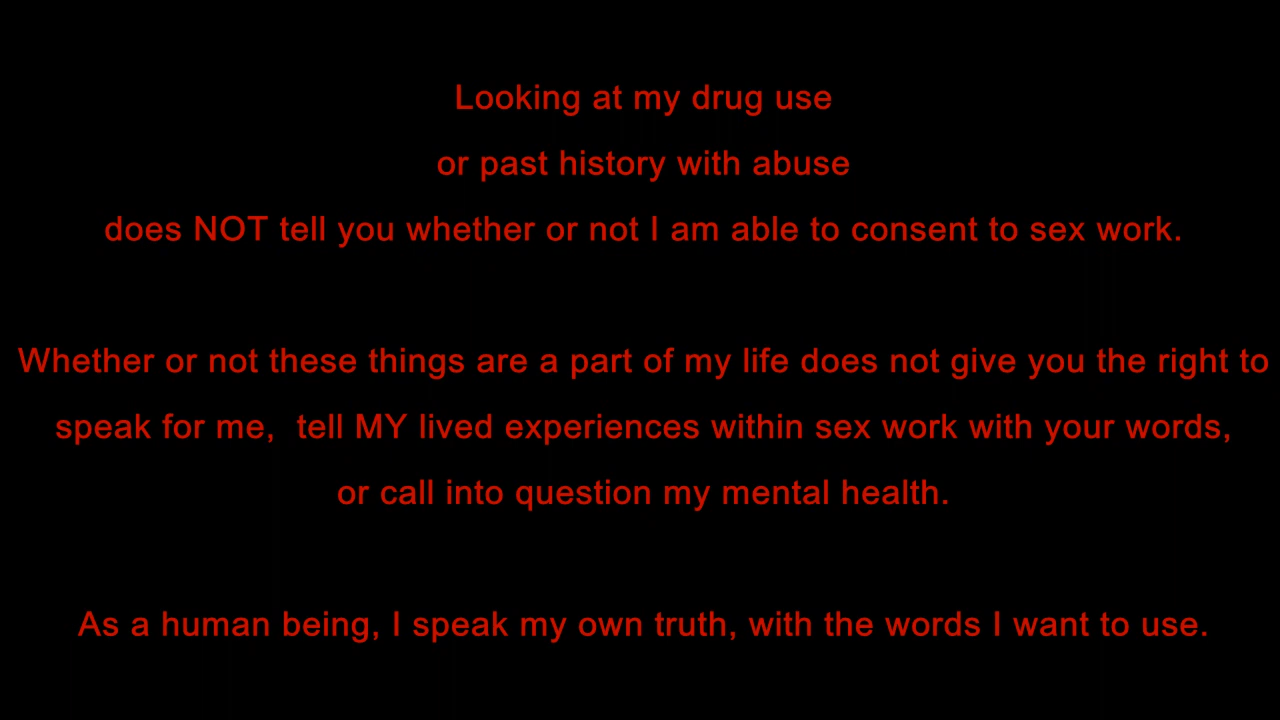 Looking at my drug use
or past history with abuse
does NOT tell you whether or not I am able to consent to sex work.
Whether or not these things are a part of my life does not give you the right to
speak for me,  tell MY lived experiences within sex work with your words,
or call into question my mental health.
As a human being, I speak my own truth, with the words I want to use.